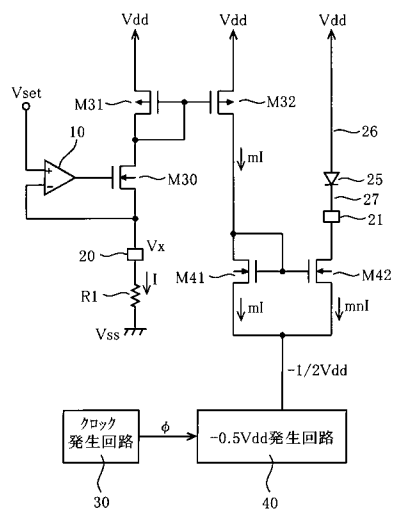 Vdd
Vdd
Vdd
Vset
M31
M32
10
+
−
M30
26
mI
25
27
21
20
Vx
I
R1
Vss
M41
M42
mI
mnI
-1/2Vdd
クロック
発生回路
φ
-0.5Vdd発生回路
30
40